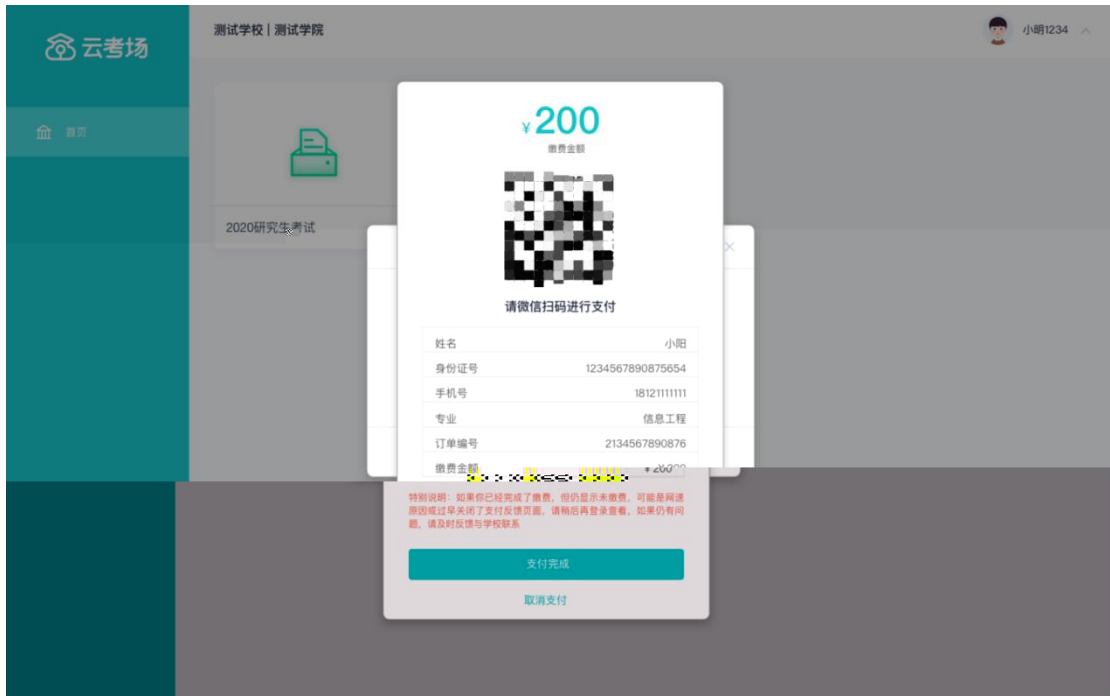 云考场
测试学校 | 测试学院
小明1234
首页
2020研究生考试
¥200
缴费金额
请微信扫码进行支付
姓名 小阳
身份证号 1234567890875654
手机号 18121111111
专业 信息工程
订单编号 2134567890876
缴费金额
特别说明：如果你已经完成了缴费，但仍显示未缴费，可能是网速
原因或过早关闭了支付反馈页面，请稍后再登录查看，如果仍有问
题，请及时反馈与学校联系
支付完成
取消支付